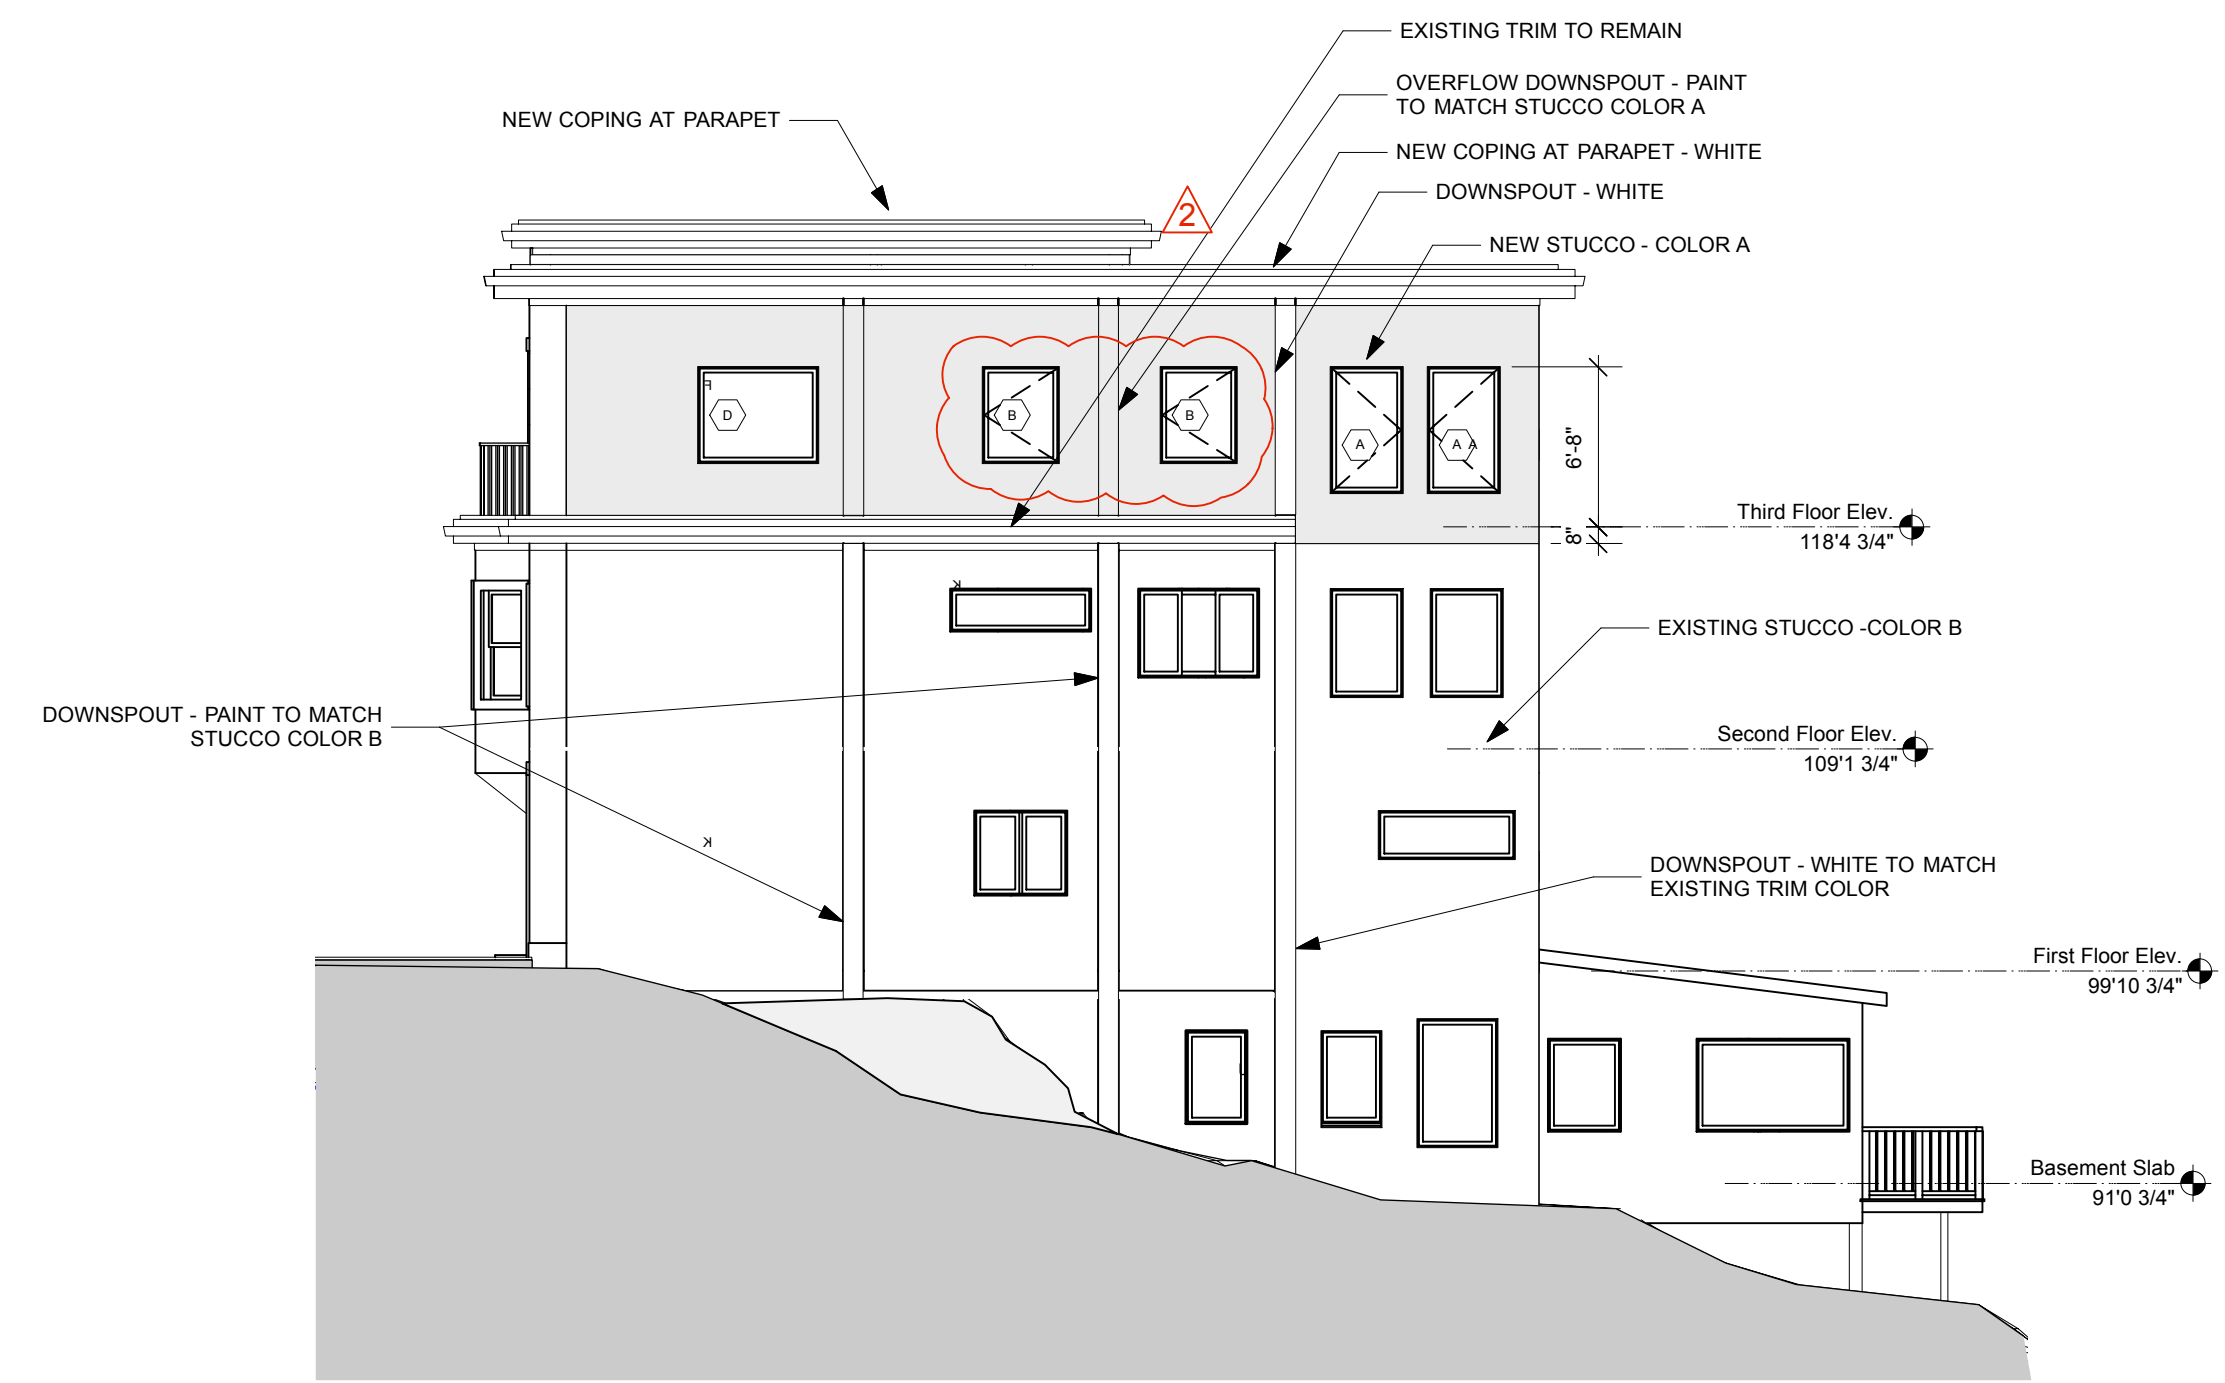 EXISTING TRIM TO REMAIN
OVERFLOW DOWNSPOUT - PAINT
TO MATCH STUCCO COLOR A
NEW COPING AT PARAPET
NEW COPING AT PARAPET - WHITE
DOWNSPOUT - WHITE
2
NEW STUCCO - COLOR A
F
D
B
B
A
A A
6'-8"
Third Floor Elev.
118'4 3/4"
8"
K
EXISTING STUCCO -COLOR B
DOWNSPOUT - PAINT TO MATCH
STUCCO COLOR B
Second Floor Elev.
109'1 3/4"
K
DOWNSPOUT - WHITE TO MATCH
EXISTING TRIM COLOR
First Floor Elev.
99'10 3/4"
Basement Slab
91'0 3/4"